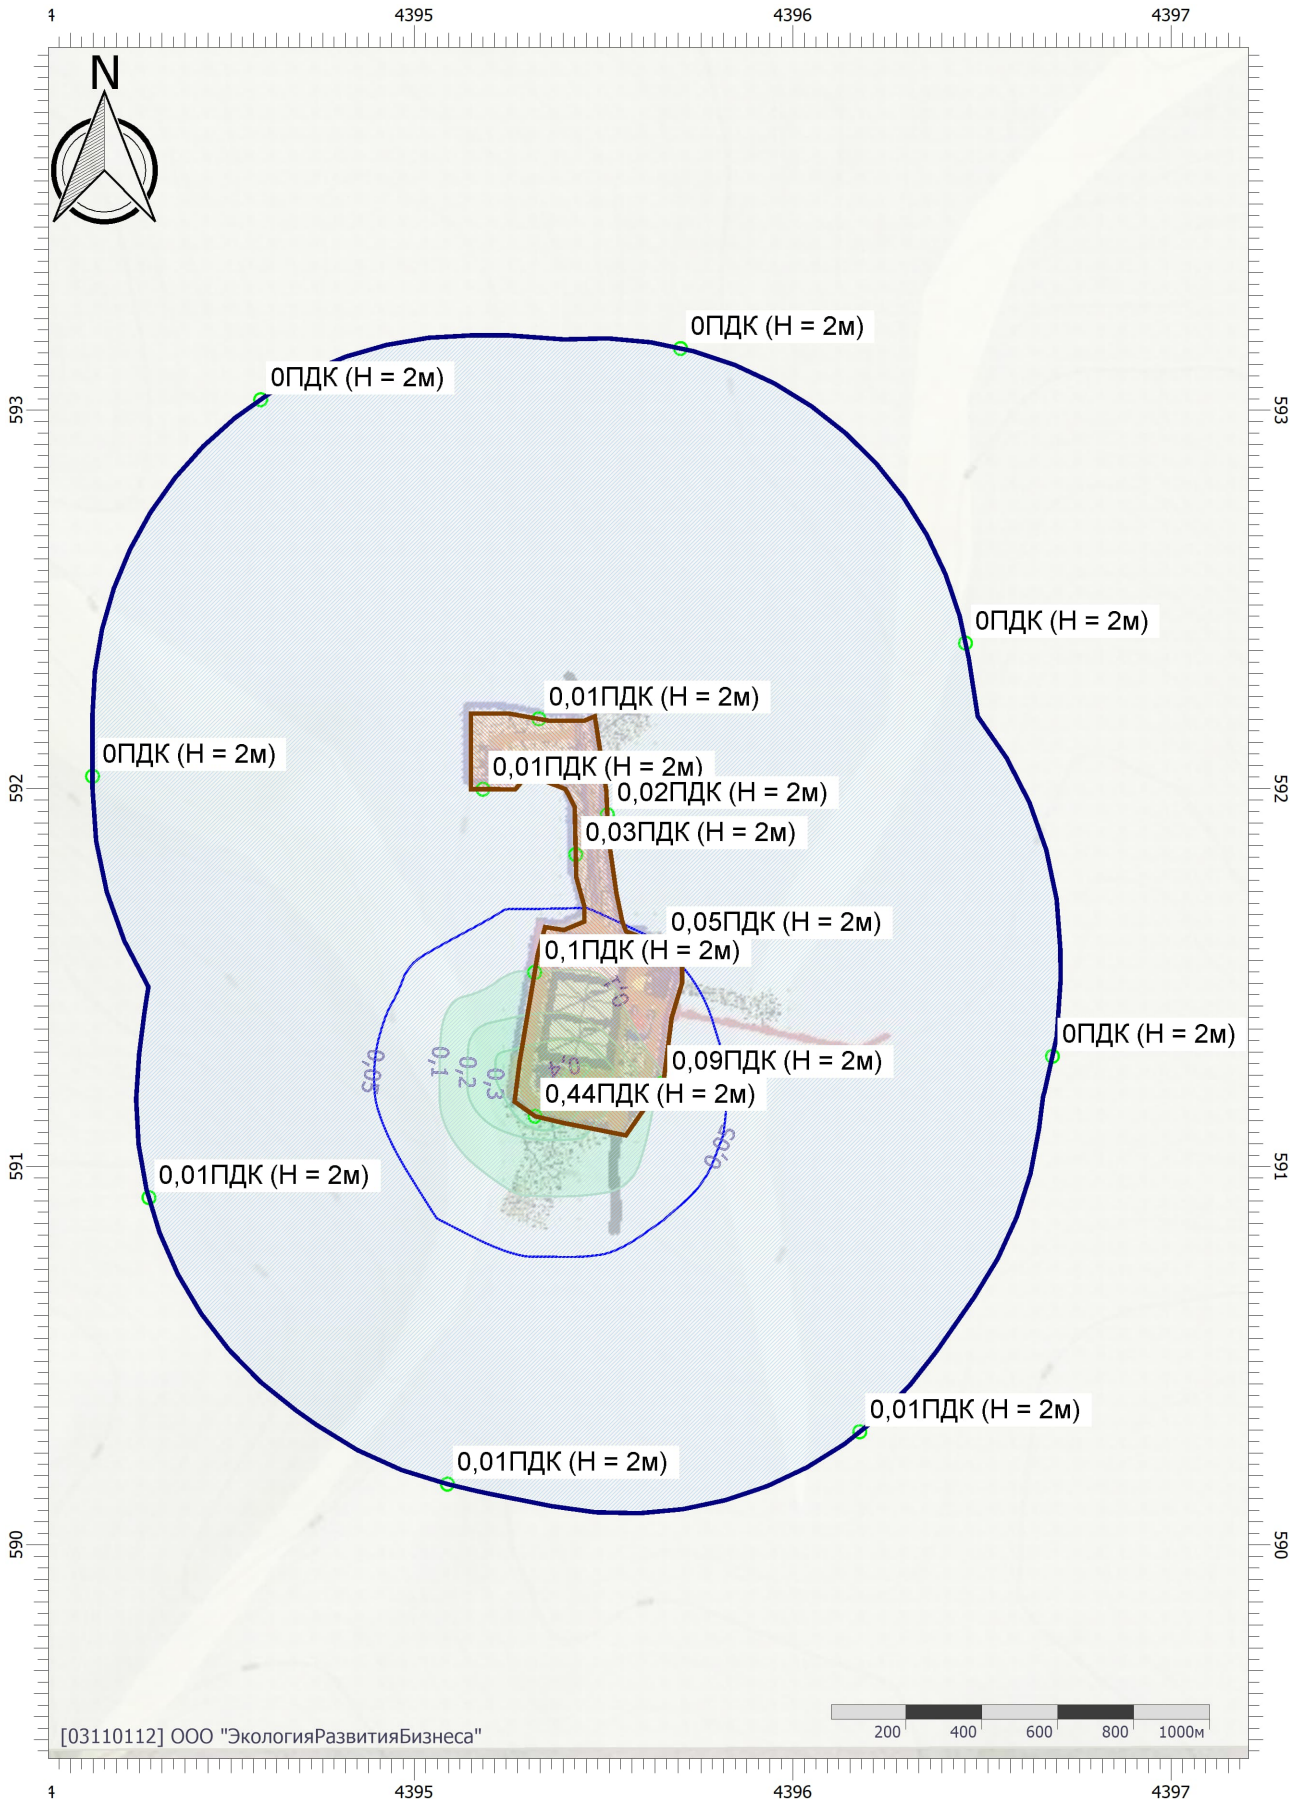 4
4395
4396
4397
N
0ПДК (Н = 2м)
0ПДК (Н = 2м)
593
593
0ПДК (Н = 2м)
0,01ПДК (Н = 2м)
0ПДК (Н = 2м)
0,01ПДК (Н = 2м)
592
592
0,02ПДК (Н = 2м)
0,03ПДК (Н = 2м)
0,05ПДК (Н = 2м)
0,1ПДК (Н = 2м)
0,1
0ПДК (Н = 2м)
0,05
0,1
0,2
0,3
0,4
0,09ПДК (Н = 2м)
0,44ПДК (Н = 2м)
0,05
591
591
0,01ПДК (Н = 2м)
0,01ПДК (Н = 2м)
0,01ПДК (Н = 2м)
590
590
200
400
600
800
1000м
[03110112] ООО "ЭкологияРазвитияБизнеса"
4
4395
4396
4397